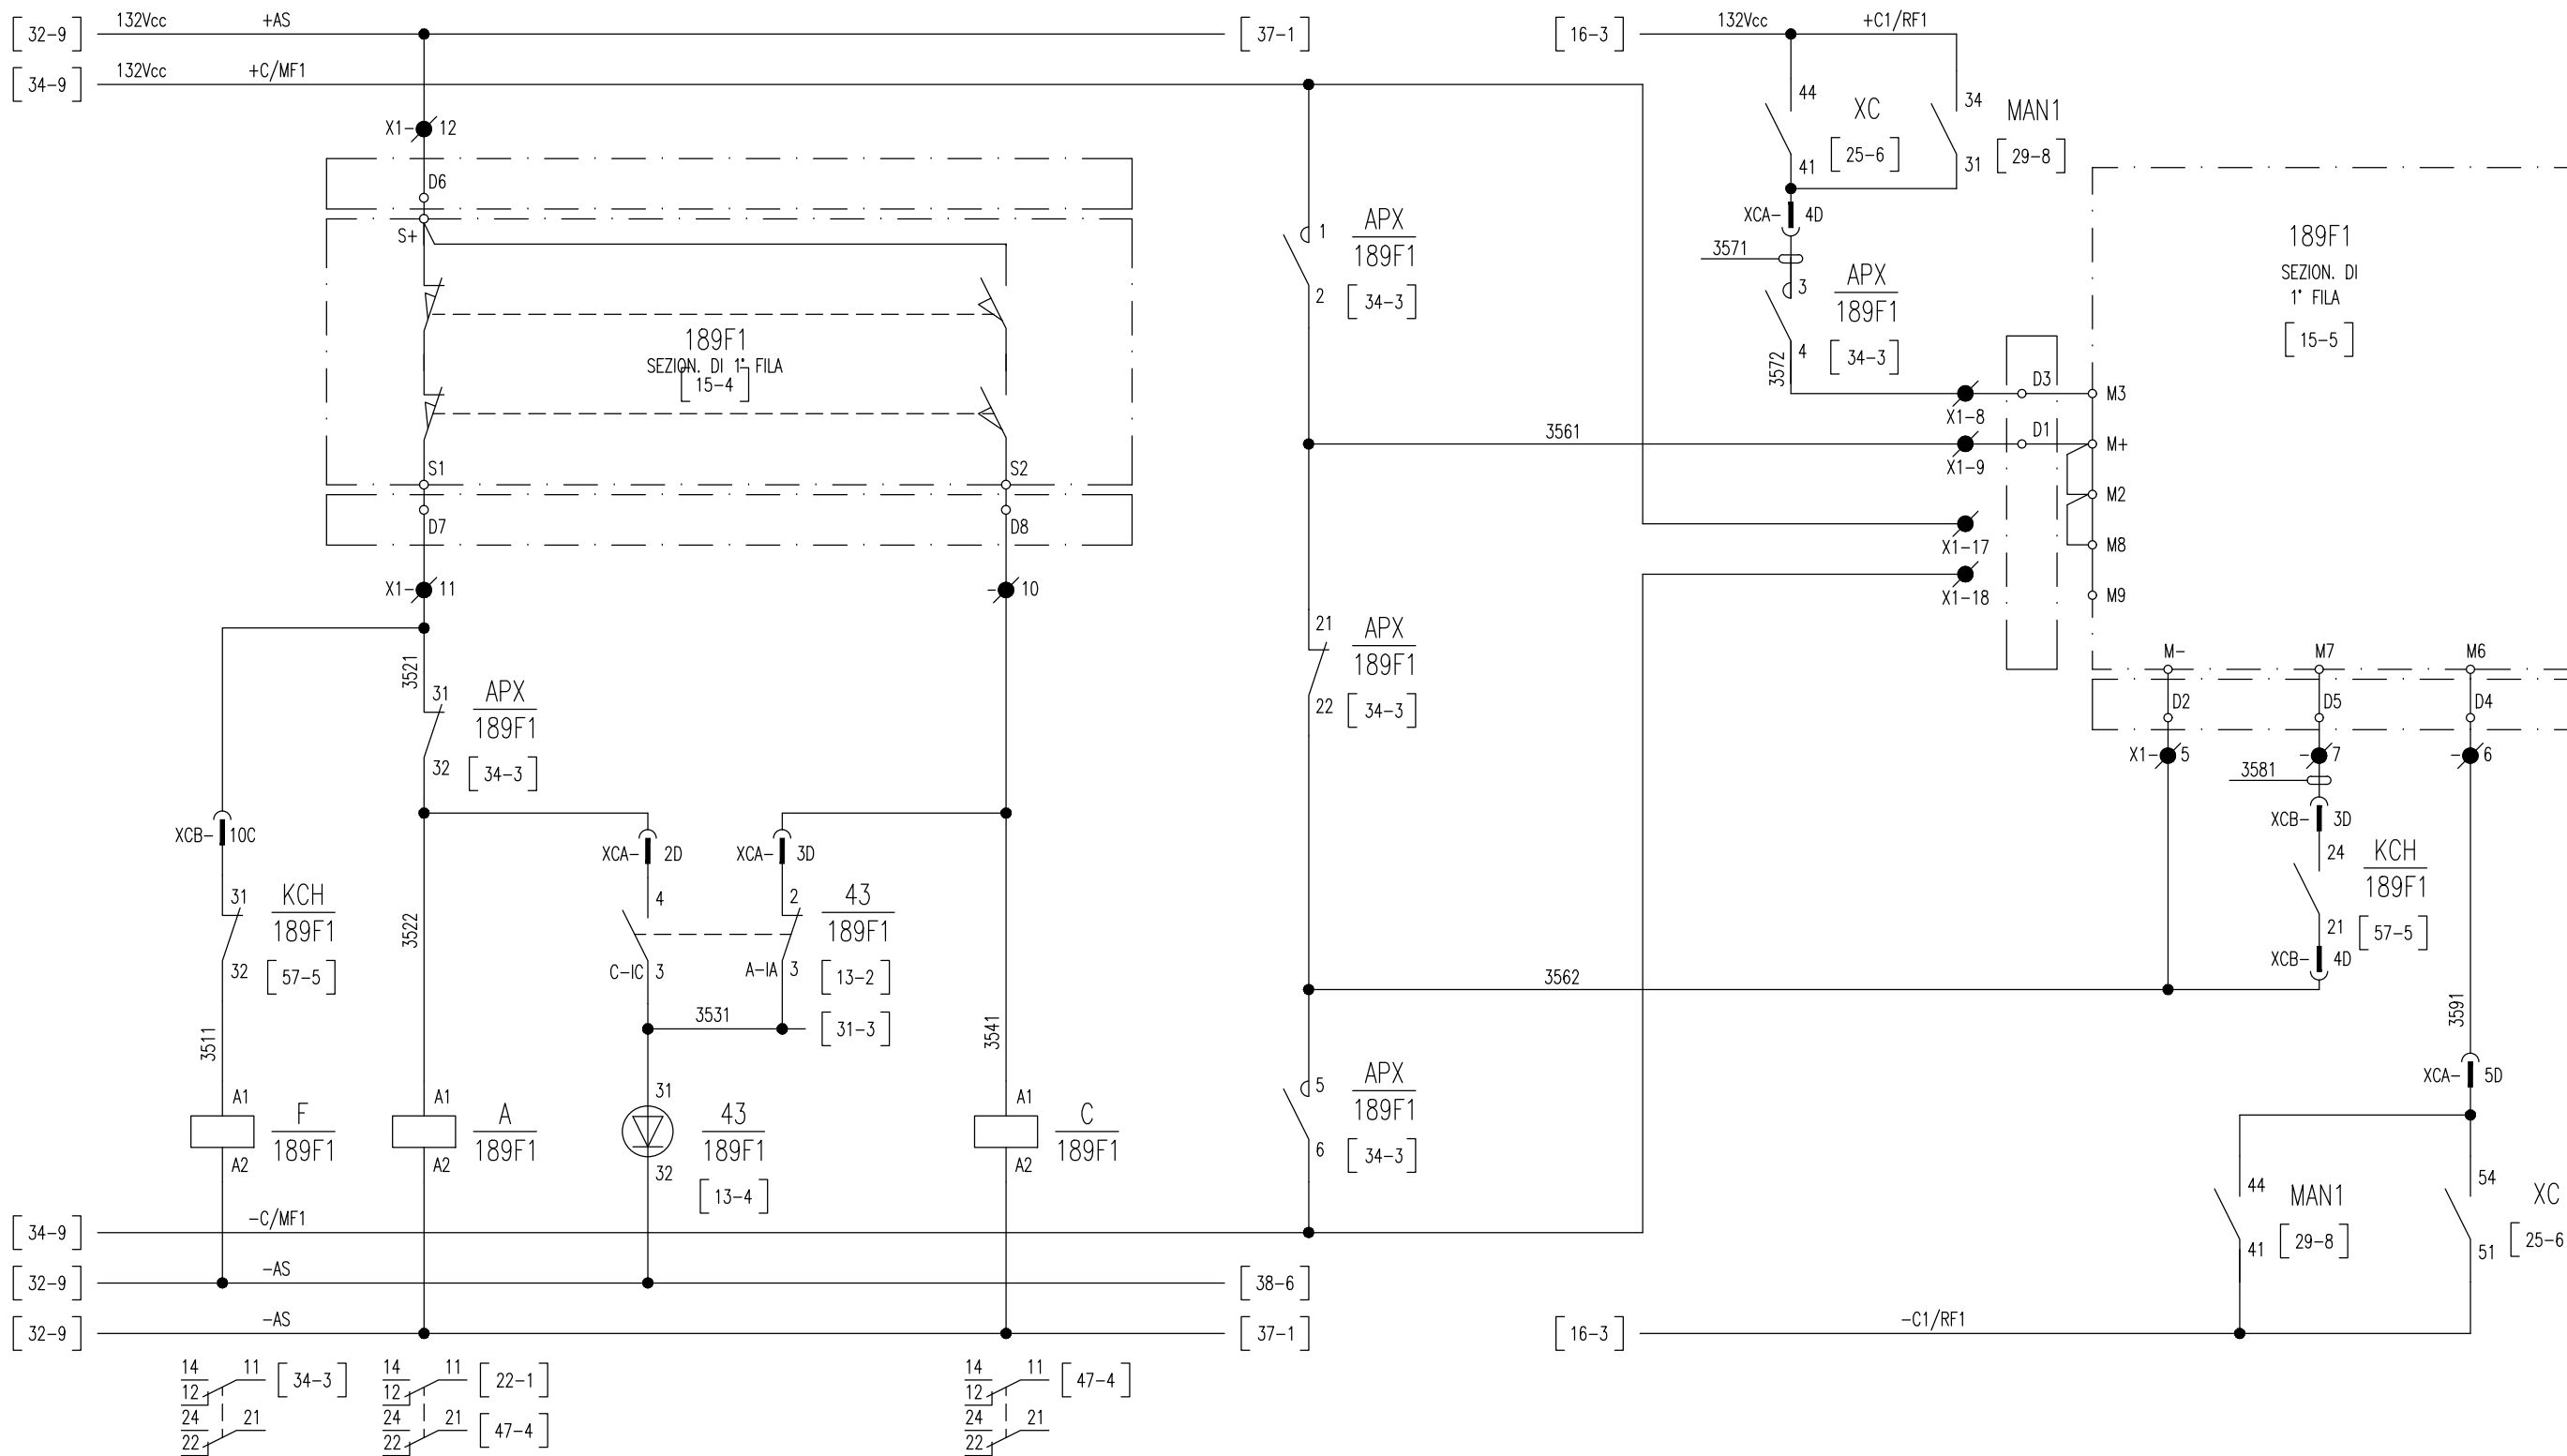 [32-9] 132Vcc +AS [37-1] [16-3] 132Vcc +C1/RF1
[34-9] 132Vcc +C/MF1
44 XC 34 MAN1
[25-6] [29-8]
41 31
X1- 12
D6
S+
XCA- 4D
3571
1 APX
189F1
2 [34-3]
3 APX
189F1
4 [34-3]
3572
189F1
SEZION. DI
1° FILA
[15-5]
189F1
SEZION. DI 1° FILA
[15-4]
D3 M3
X1-8
3561 D1 M+
X1-9
M2
X1-17 M8
X1-18 M9
S1 S2
D7 D8
X1- 11 - 10
21 APX
189F1
22 [34-3]
M- M7 M6
D2 D5 D4
X1- 5 - 7 - 6
3581
3521
31 APX
189F1
32 [34-3]
XCB- 10C
XCA- 2D XCA- 3D
XCB- 3D
24 KCH
189F1
21 [57-5]
XCB- 4D
31 KCH
189F1
32 [57-5]
3522
4 2 43
189F1
C-IC 3 A-IA 3 [13-2]
3531 [31-3]
3562
3511 3541 3591
XCA- 5D
A1 F
189F1
A2
A1 A
189F1
A2
31 43
189F1
32 [13-4]
A1 C
189F1
A2
5 APX
189F1
6 [34-3]
44 MAN1 54 XC
41 [29-8] 51 [25-6
[34-9] -C/MF1
[32-9] -AS [38-6]
[32-9] -AS [37-1] [16-3] -C1/RF1
14 11 [34-3] 14 11 [22-1] 14 11 [47-4]
12 12 12
24 21 24 21 [47-4] 24 21
22 22 22